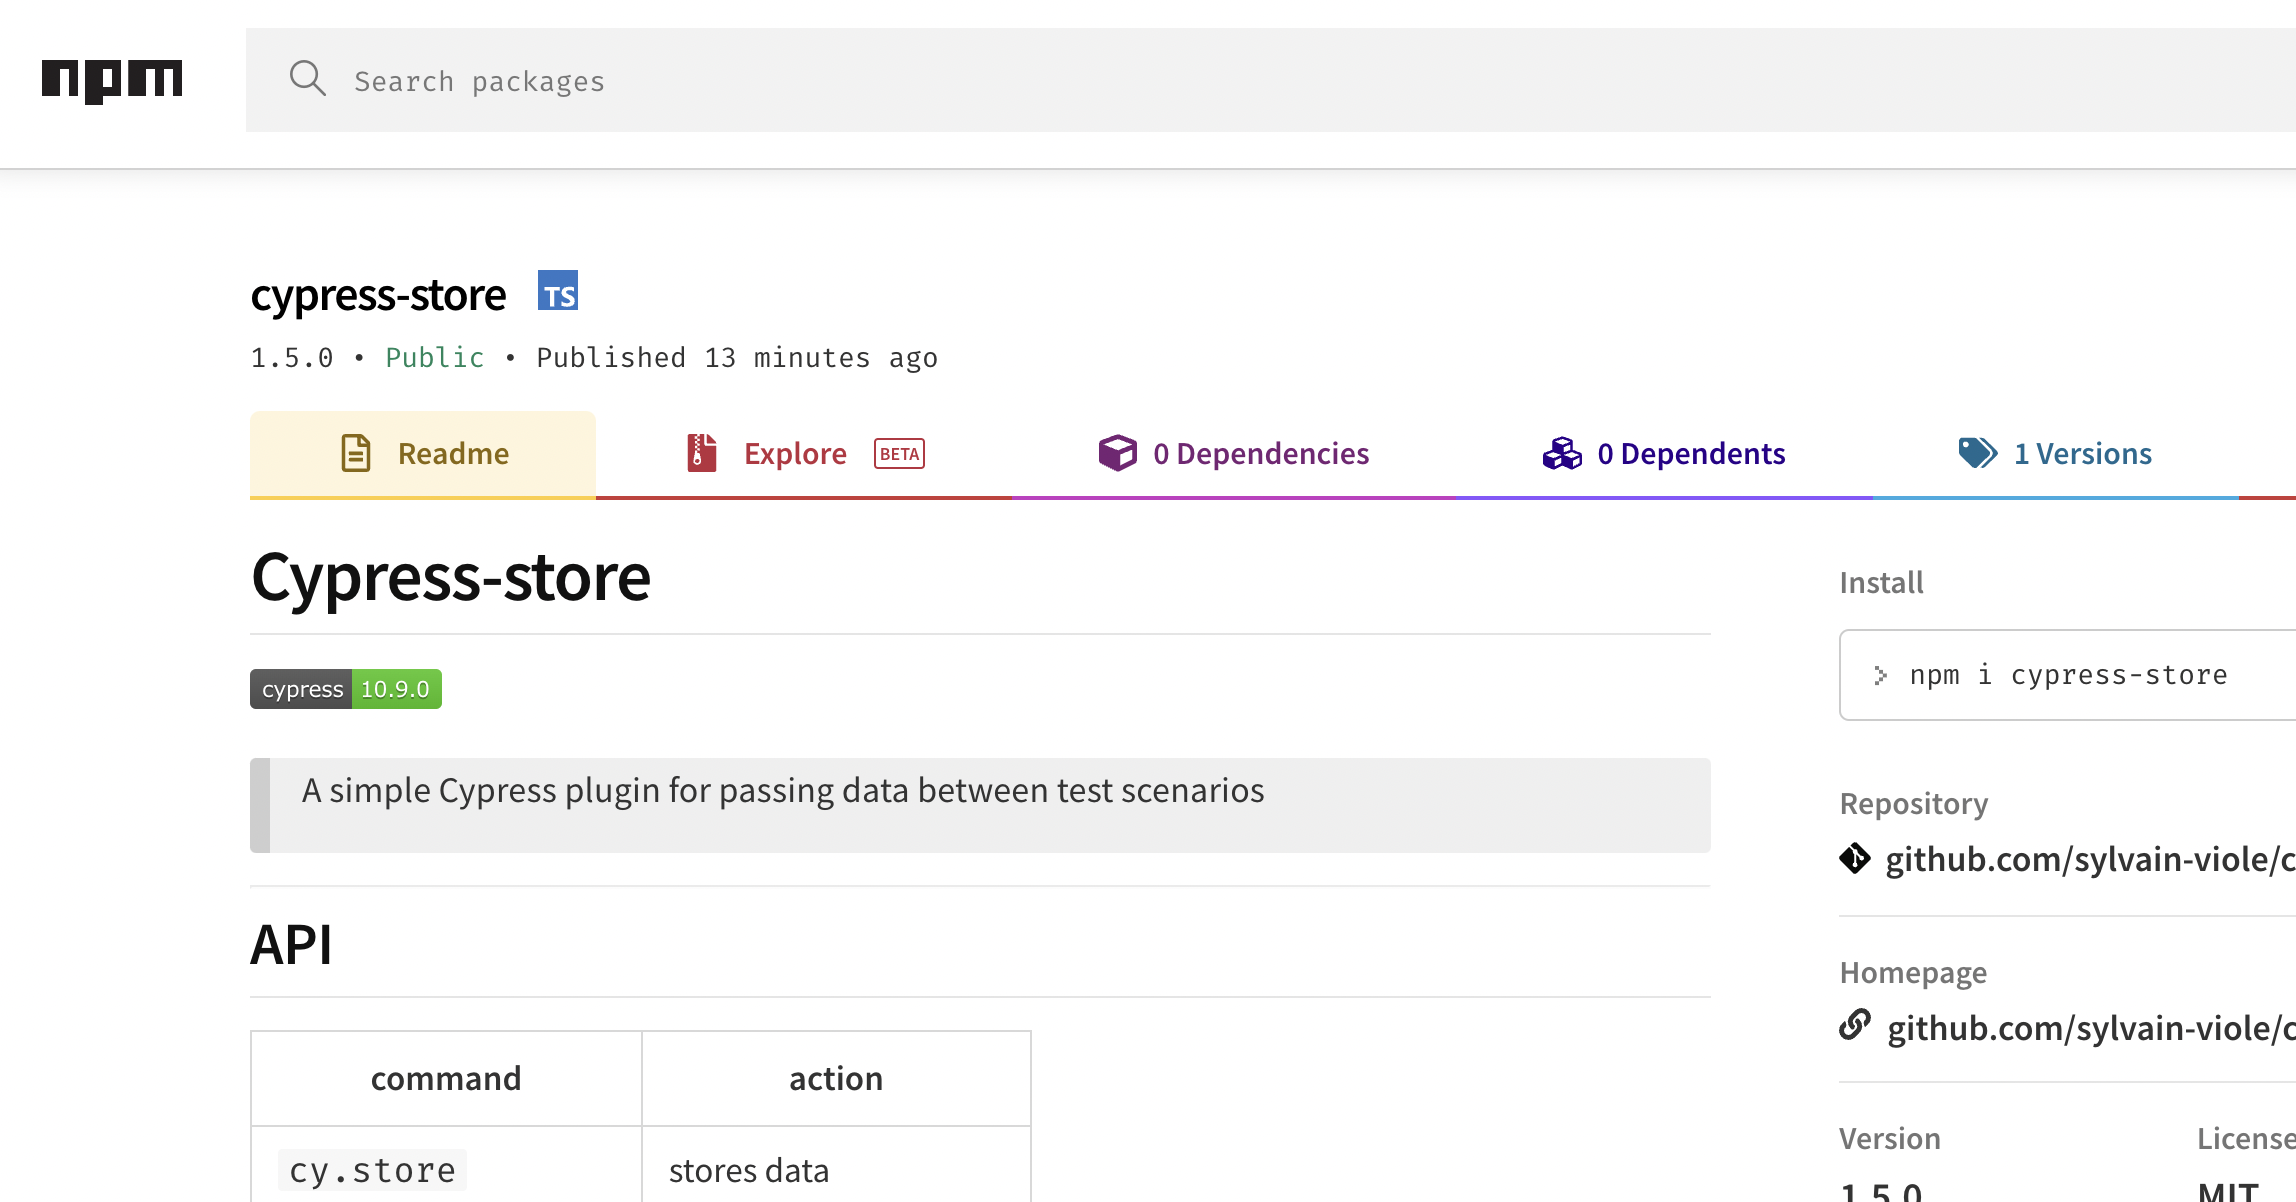 npm
Search packages
cypress-store TS
1.5.0 • Public • Published 13 minutes ago
Readme
Explore BETA
0 Dependencies
0 Dependents
1 Versions
Cypress-store
cypress 10.9.0
A simple Cypress plugin for passing data between test scenarios
API
command action
cy.store stores data
Install
> npm i cypress-store
Repository
github.com/sylvain-viole/c
Homepage
github.com/sylvain-viole/c
Version License
1.5.0 MIT